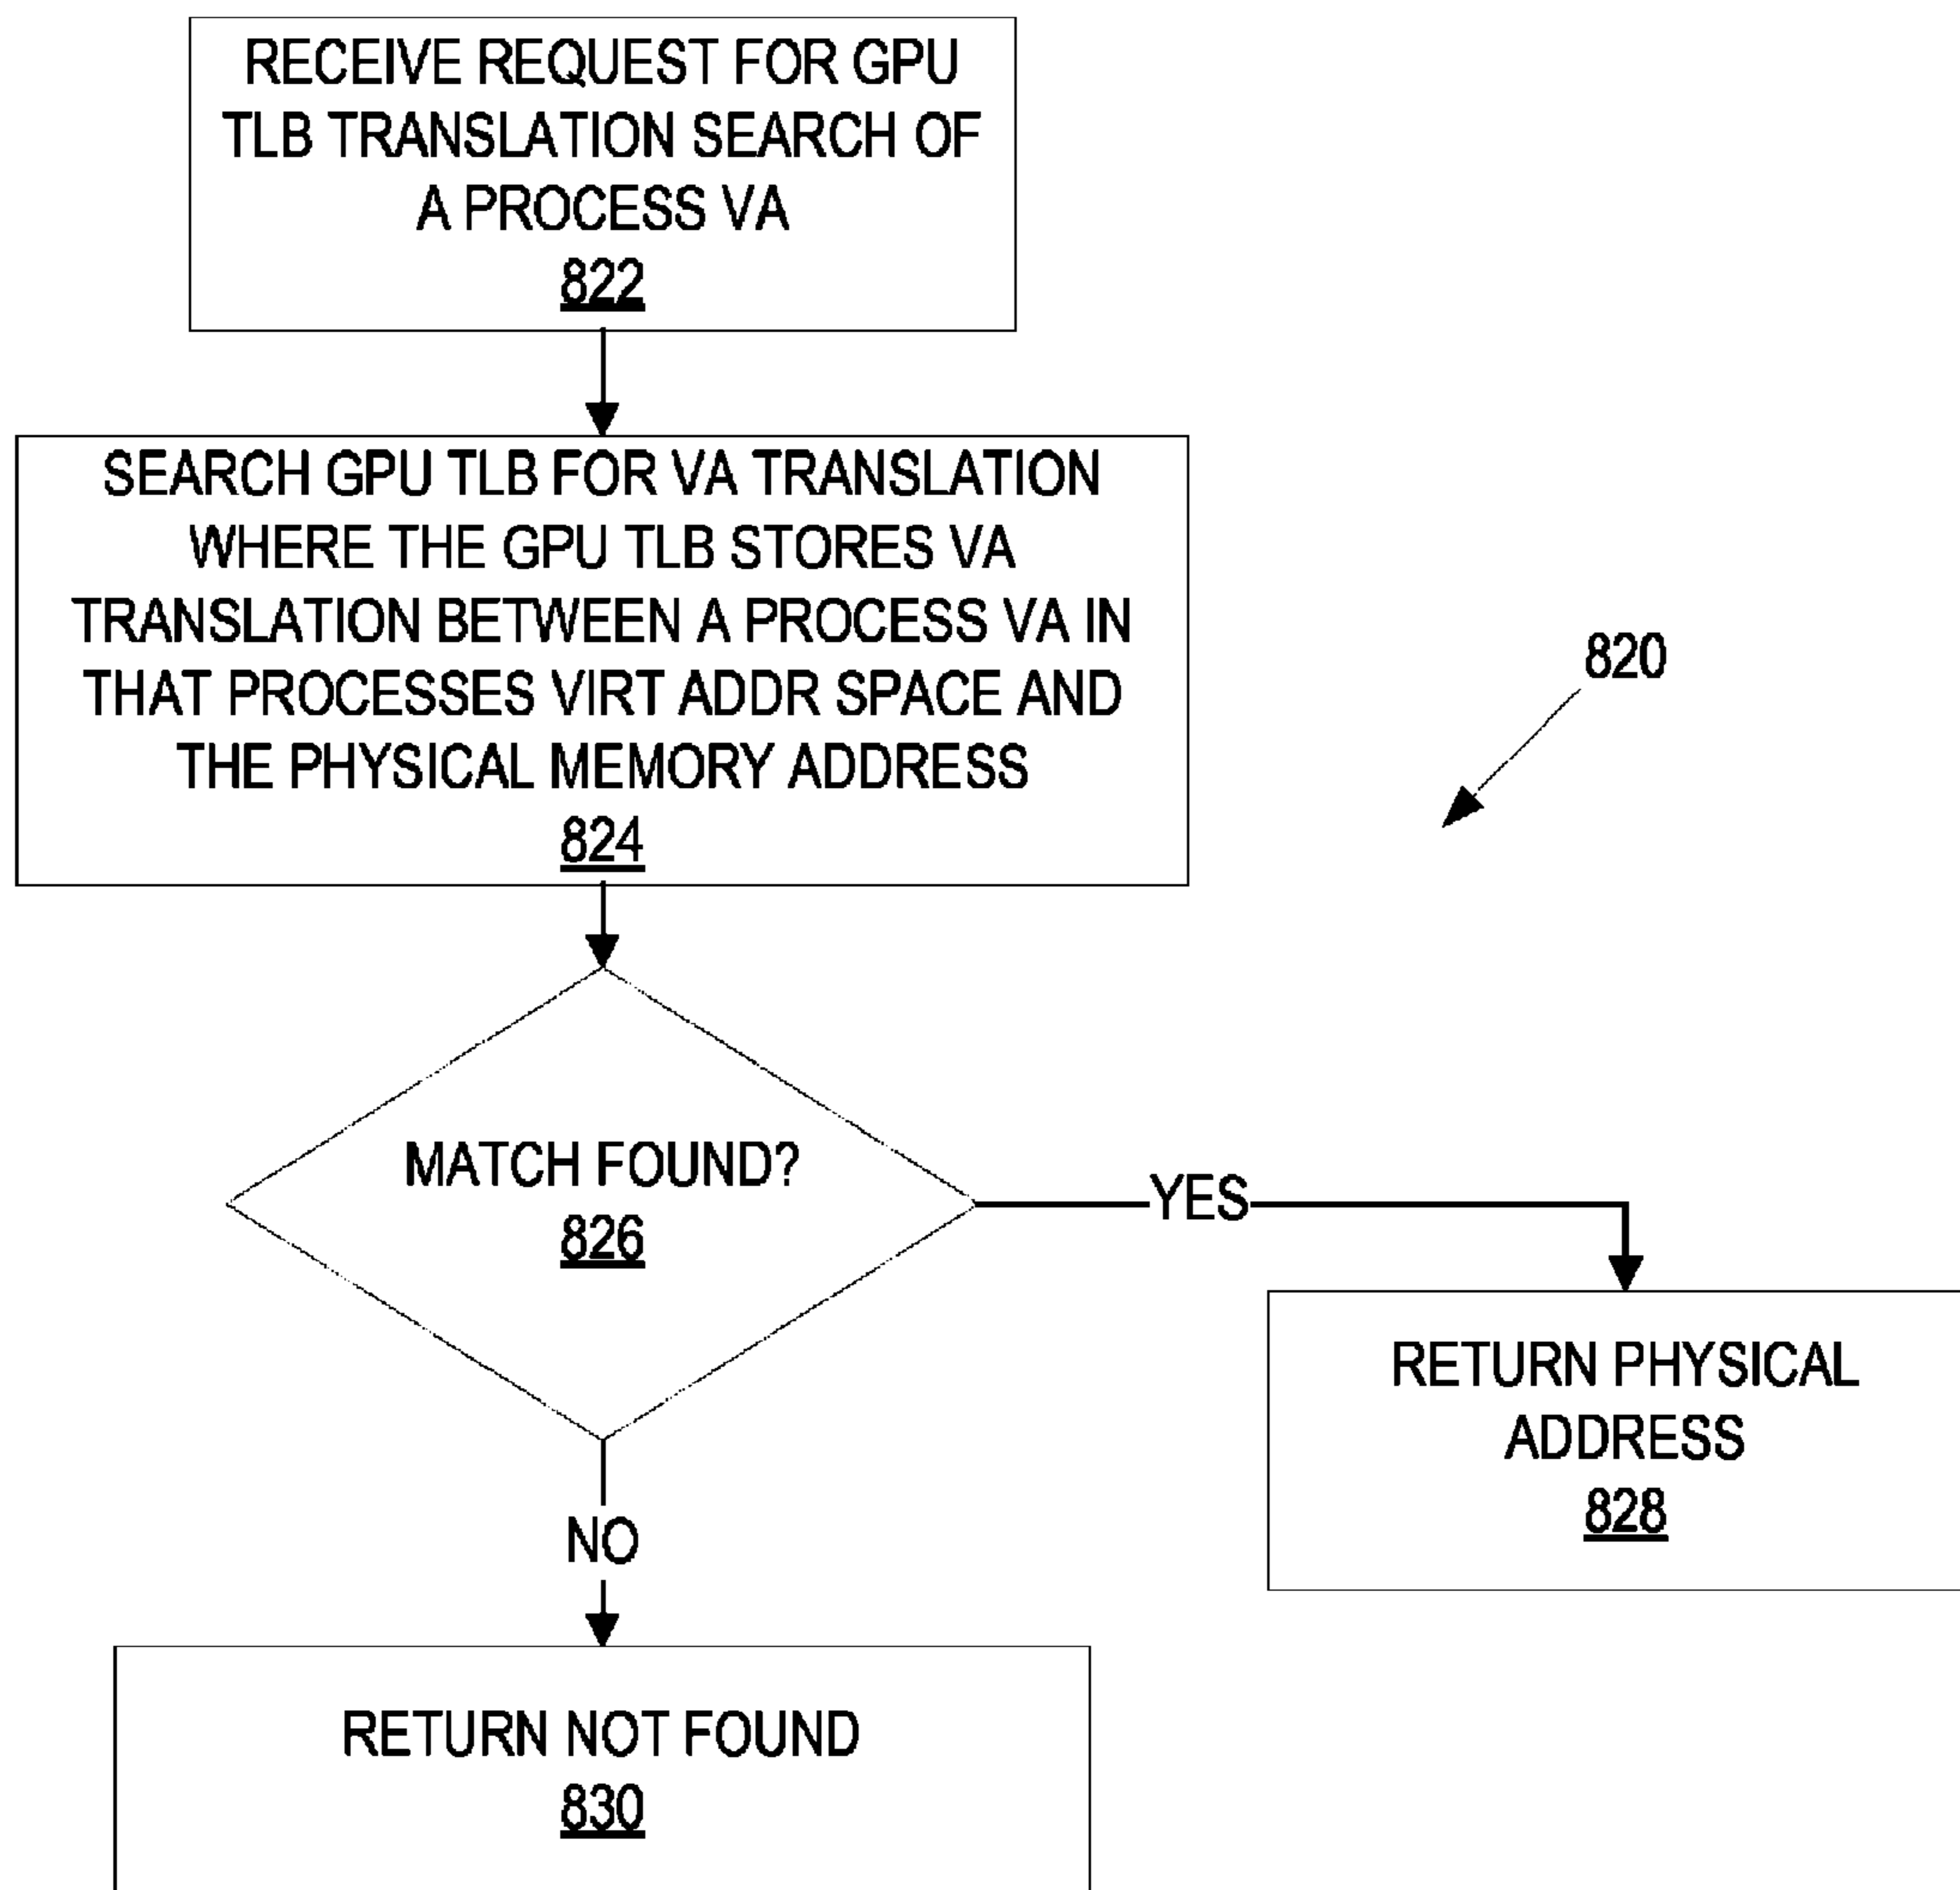 RECEIVE REQUEST FOR GPU
TLB TRANSLATION SEARCH OF
A PROCESS VA
822
SEARCH GPU TLB FOR VA TRANSLATION
WHERE THE GPU TLB STORES VA
TRANSLATION BETWEEN A PROCESS VA IN
THAT PROCESSES VIRT ADDR SPACE AND
THE PHYSICAL MEMORY ADDRESS
824
820
MATCH FOUND?
826
YES
RETURN PHYSICAL
ADDRESS
828
NO
RETURN NOT FOUND
830